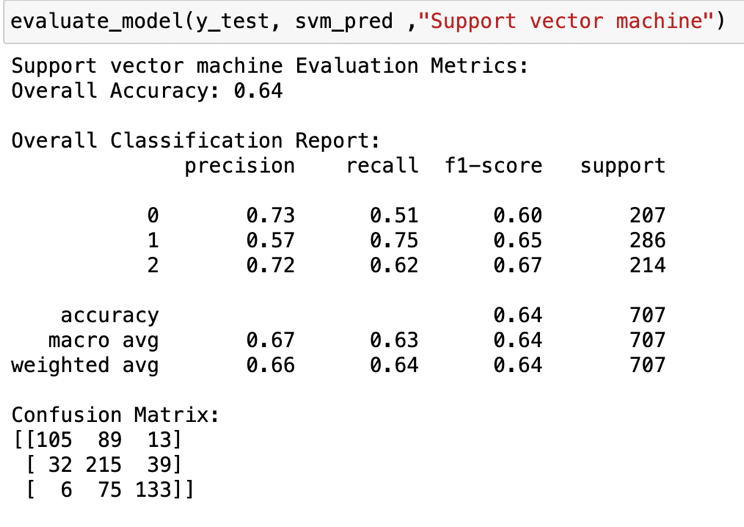 evaluate_model(y_test, svm_pred ,"Support vector machine")
Support vector machine Evaluation Metrics:
Overall Accuracy: 0.64
Overall Classification Report:
precision recall f1-score support
0 0.73 0.51 0.60 207
1 0.57 0.75 0.65 286
2 0.72 0.62 0.67 214
accuracy 0.64 707
macro avg 0.67 0.63 0.64 707
weighted avg 0.66 0.64 0.64 707
Confusion Matrix:
[[105 89 13]
[ 32 215 39]
[ 6 75 133]]